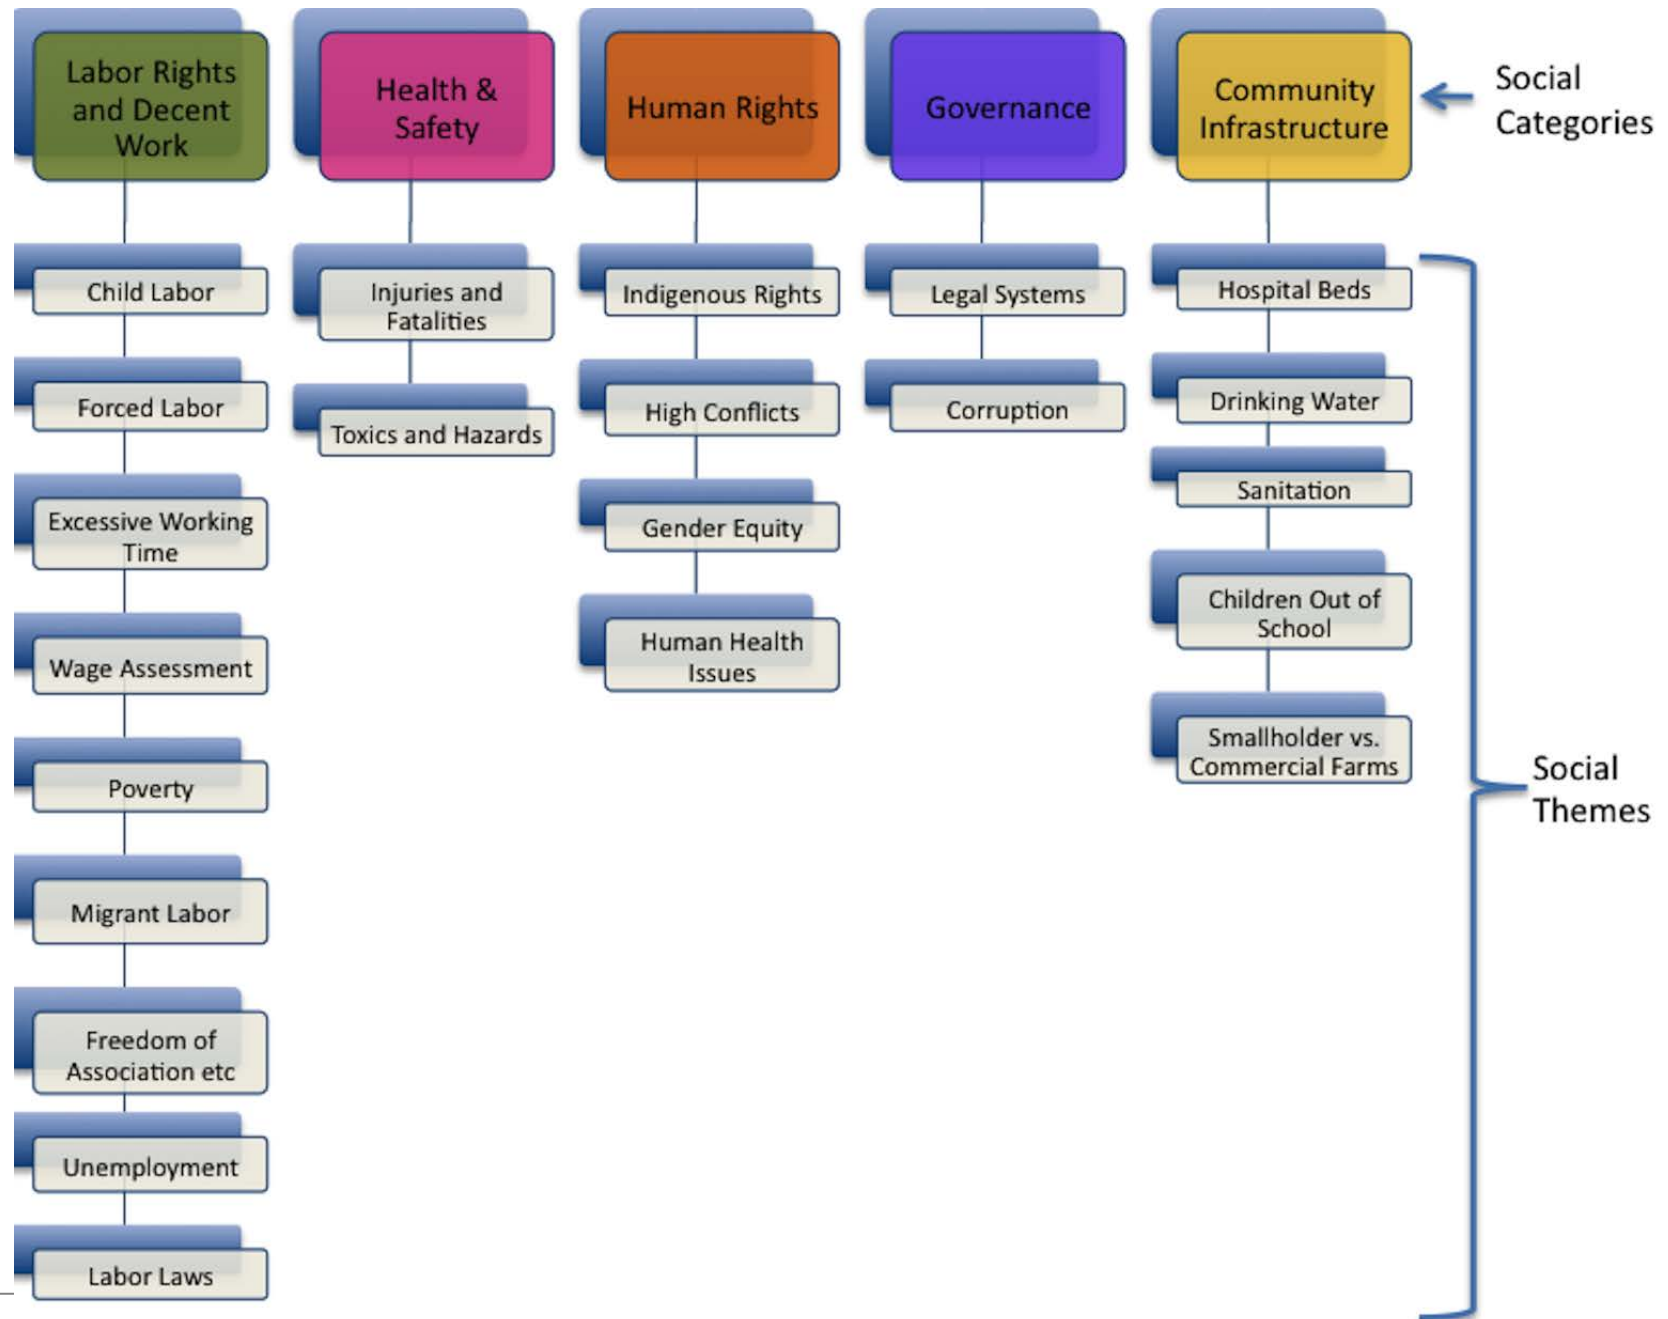 Labor Rights
and Decent
Work
Health &
Safety
Human Rights
Governance
Community
Infrastructure
Social
Categories
Child Labor
Forced Labor
Excessive Working
Time
Wage Assessment
Poverty
Migrant Labor
Freedom of
Association etc
Unemployment
Labor Laws
Injuries and
Fatalities
Toxics and Hazards
Indigenous Rights
High Conflicts
Gender Equity
Human Health
Issues
Legal Systems
Corruption
Hospital Beds
Drinking Water
Sanitation
Children Out of
School
Smallholder vs.
Commercial Farms
Social
Themes